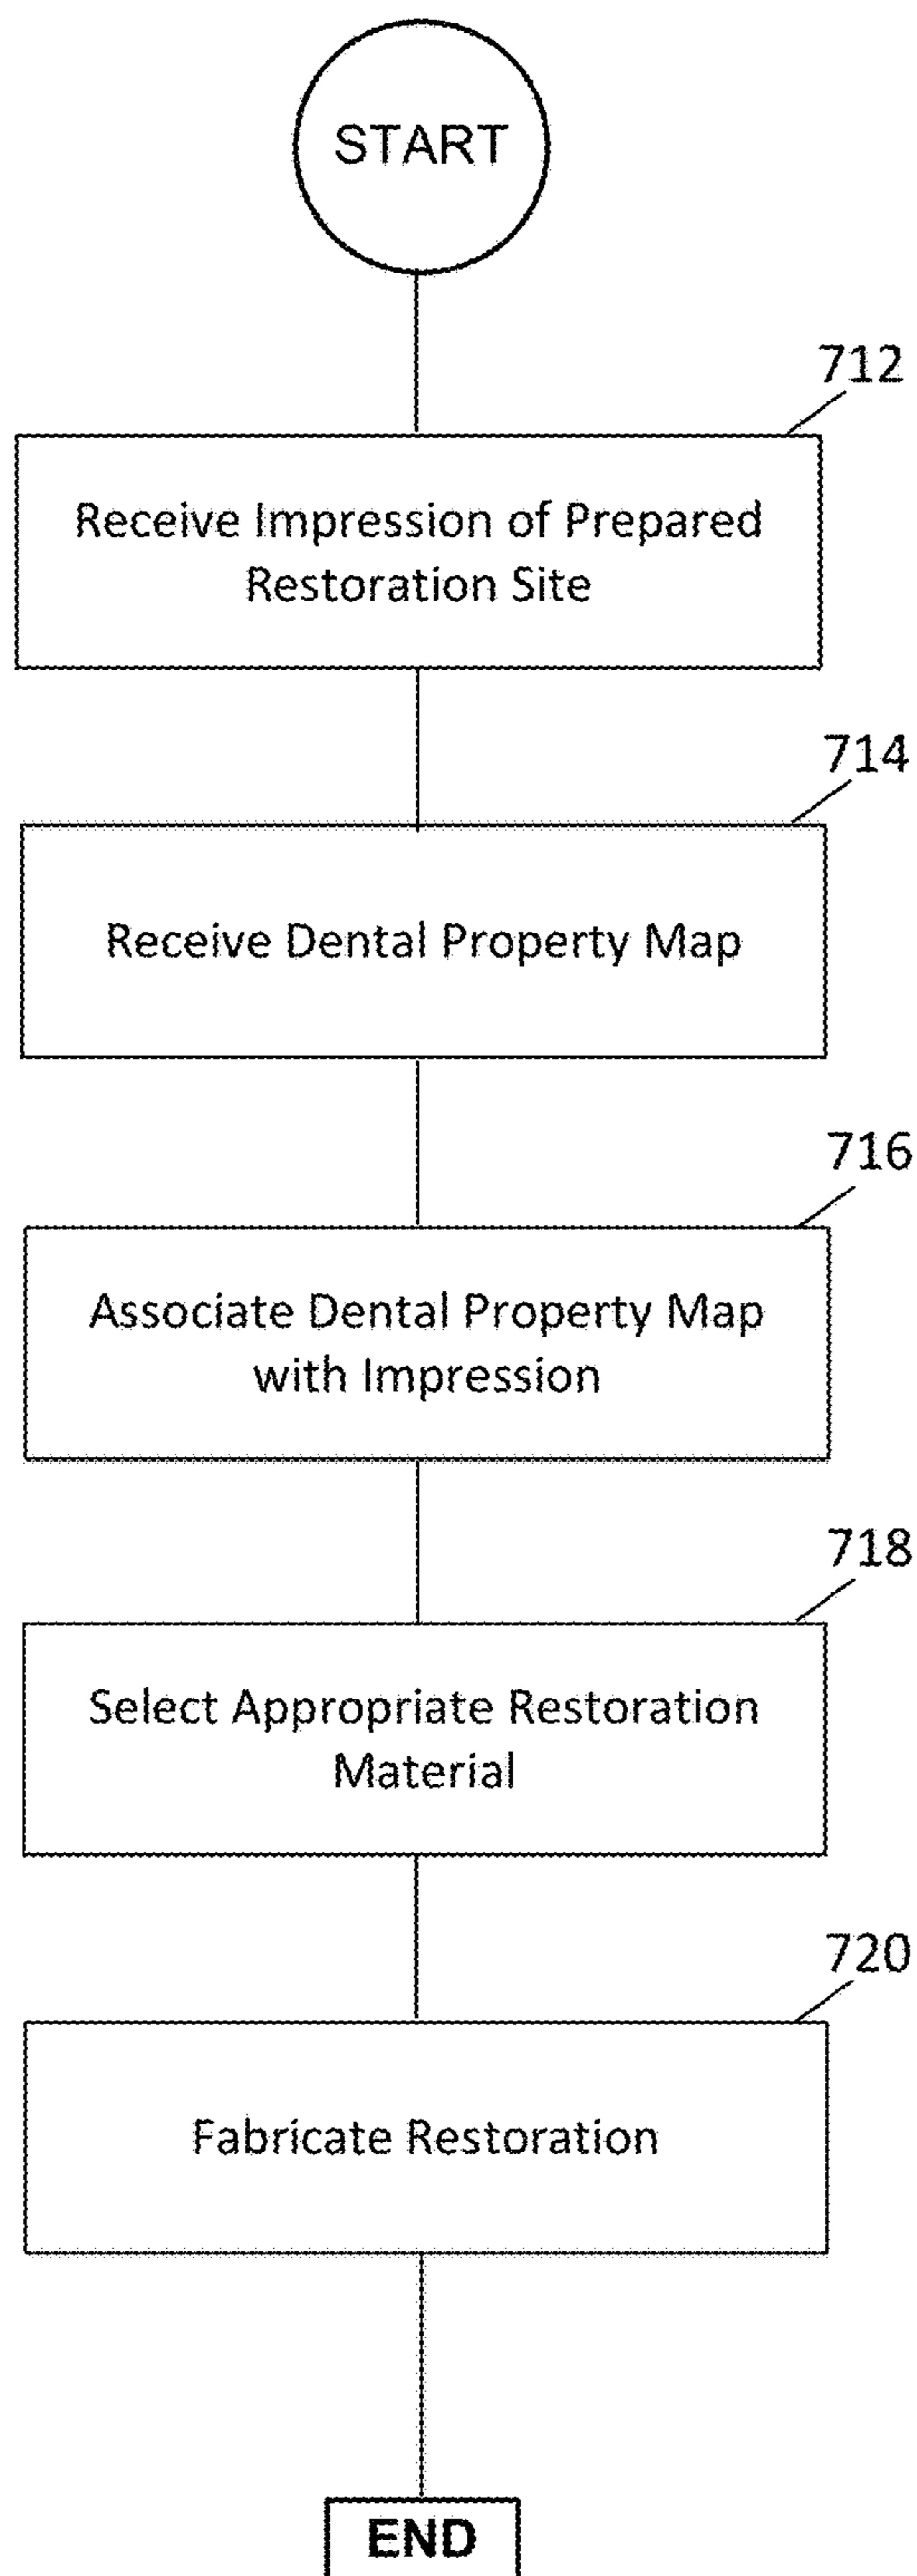 START
712
Receive Impression of Prepared
Restoration Site
714
Receive Dental Property Map
716
Associate Dental Property Map
with Impression
718
Select Appropriate Restoration
Material
720
Fabricate Restoration
END